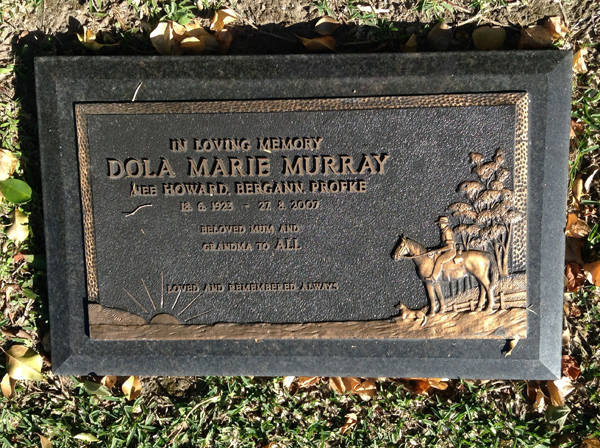 IN LOVING MEMORY
DOLA MARIE MURRAY
NEE HOWARD, BERGANN, PROFKE
18. 6. 1923 - 27. 8. 2007
BELOVED MUM AND
GRANDMA TO ALL
LOVED AND REMEMBERED ALWAYS